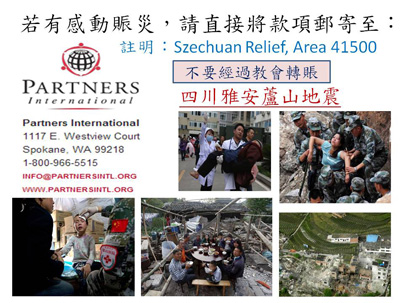 若有感動賑災，請直接將款項郵寄至：
註明：Szechuan Relief, Area 41500
不要經過教會轉賬
四川雅安蘆山地震
PARTNERS
International
Partners International
1117 E. Westview Court
Spokane, WA 99218
1-800-966-5515
INFO@PARTNERSINTL.ORG
WWW.PARTNERSINTL.ORG